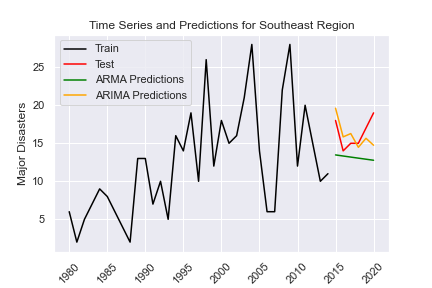 Time Series and Predictions for Southeast Region
Train
Test
ARMA Predictions
ARIMA Predictions
Major Disasters
25
20
15
10
5
1980
1985
1990
1995
2000
2005
2010
2015
2020